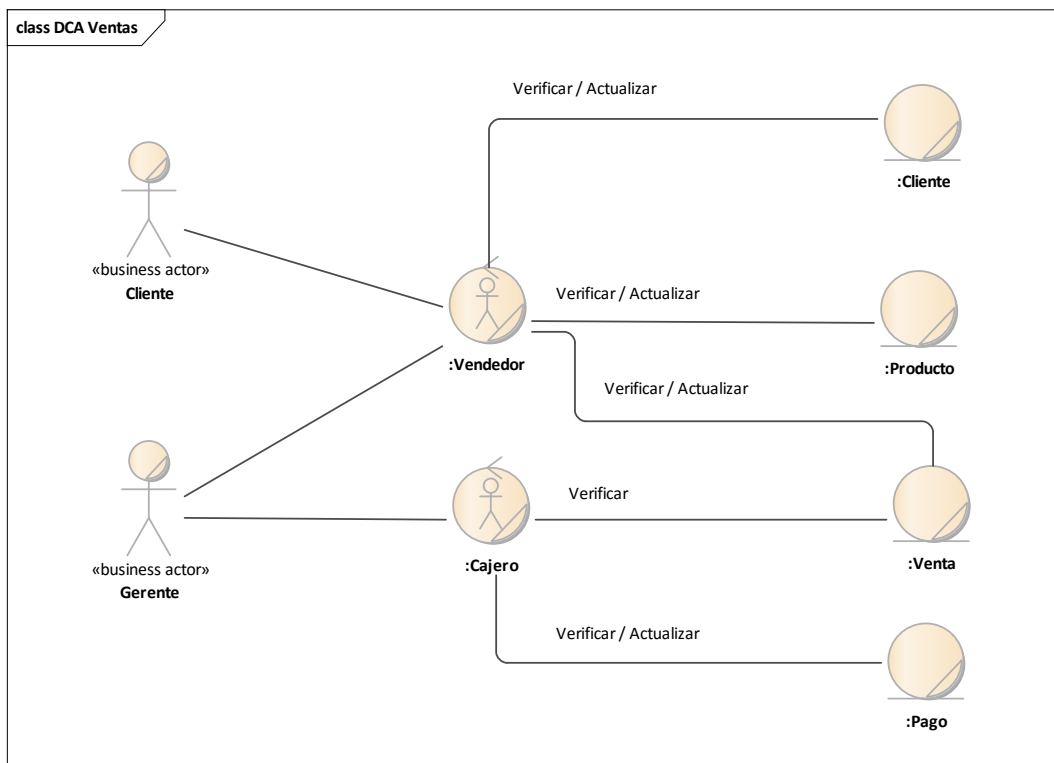 class DCA Ventas
Verificar / Actualizar
:Cliente
«business actor»
Cliente
Verificar / Actualizar
:Vendedor
:Producto
Verificar / Actualizar
Verificar
«business actor»
Gerente
:Cajero
:Venta
Verificar / Actualizar
:Pago